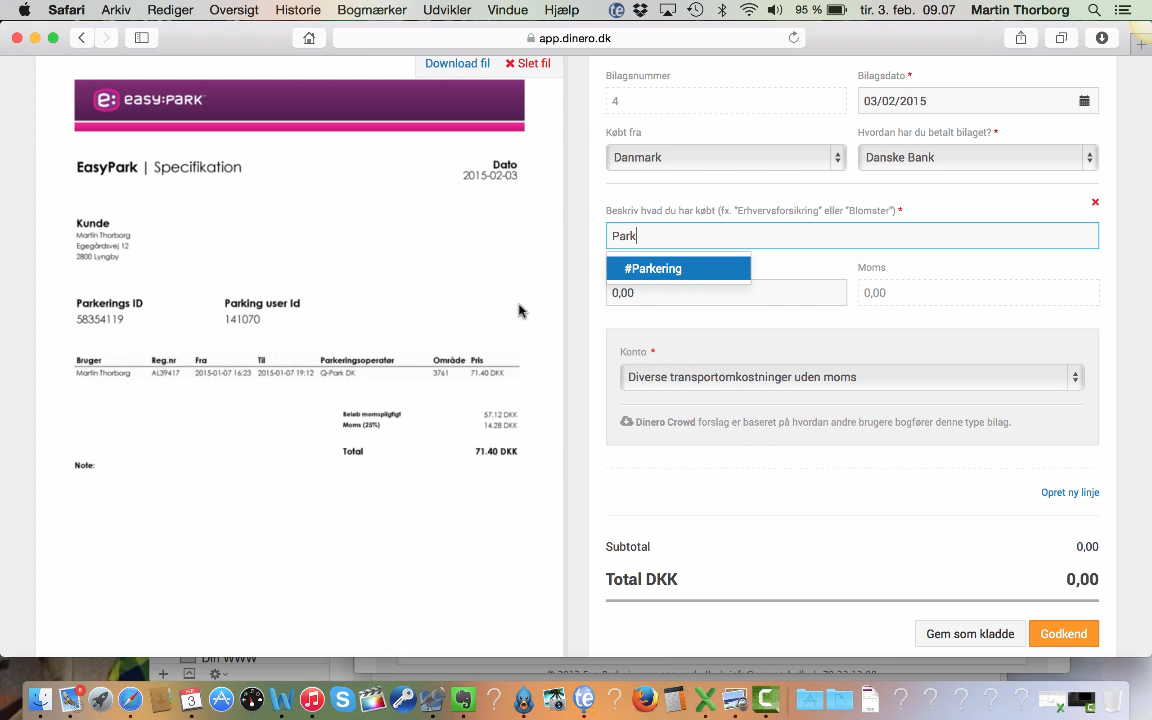 Safari Arkiv Rediger Oversigt Historie Bogmærker Udvikler Vindue Hjælp 95 % tir. 3. feb. 09.07 Martin Thorborg
app.dinero.dk
Download fil Slet fil
e: easy:PARK
EasyPark | Specifikation
Dato
2015-02-03
Kunde
Martin Thorborg
Egegårdsvej 12
2800 Lyngby
Parkerings ID Parking user Id
58354119 141070
Bruger Reg.nr Fra Til Parkeringsoperatør Område Pris
Martin Thorborg AL39417 2015-01-07 16:23 2015-01-07 19:12 Q-Park DK 3761 71.40 DKK
Beløb momspligtigt 57.12 DKK
Moms (25%) 14.28 DKK
Total 71.40 DKK
Note:
Bilagsnummer Bilagsdato *
4 03/02/2015
Købt fra Hvordan har du betalt bilaget? *
Danmark Danske Bank
Beskriv hvad du har købt (fx. "Erhvervsforsikring" eller "Blomster") *
Park
#Parkering
Moms
0,00 0,00
Konto *
Diverse transportomkostninger uden moms
Dinero Crowd forslag er baseret på hvordan andre brugere bogfører denne type bilag.
Opret ny linje
Subtotal 0,00
Total DKK 0,00
Gem som kladde Godkend
Din WWW